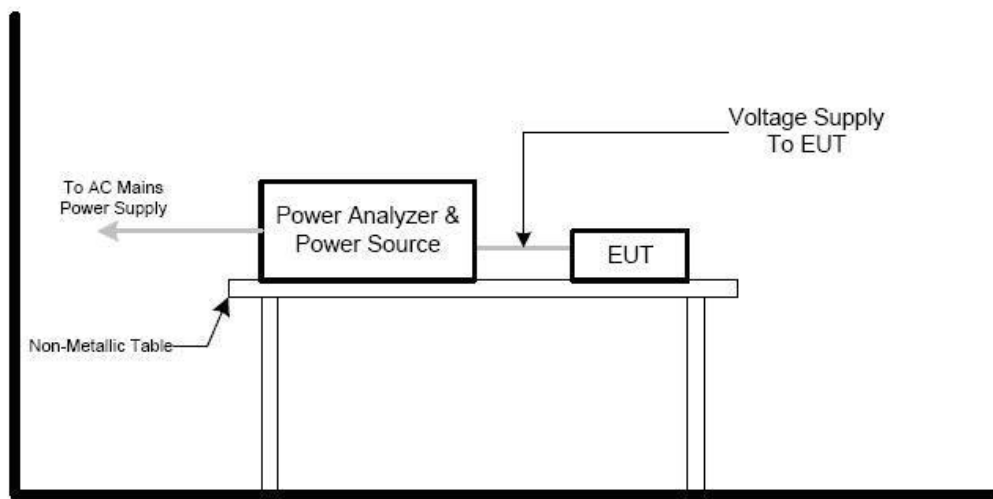 Voltage Supply
To EUT
To AC Mains
Power Supply
Power Analyzer &
Power Source
EUT
Non-Metallic Table